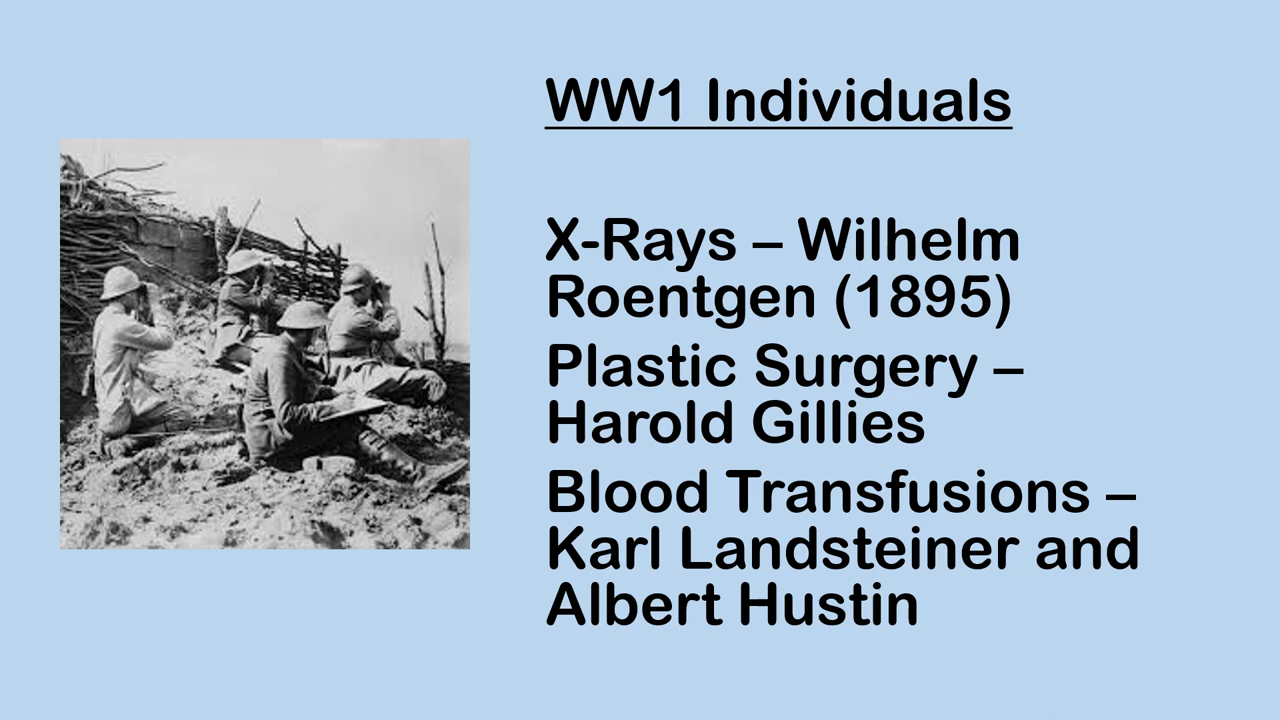 WW1 Individuals
X-Rays – Wilhelm
Roentgen (1895)
Plastic Surgery –
Harold Gillies
Blood Transfusions –
Karl Landsteiner and
Albert Hustin